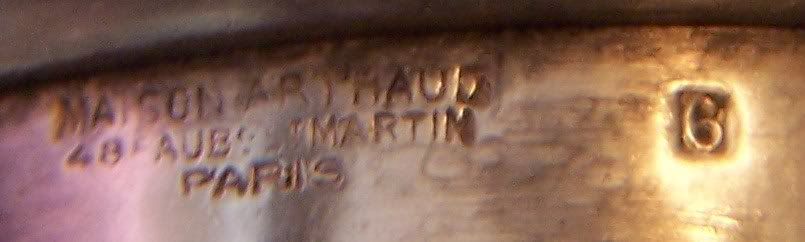 MAISON ARTHAUD 6
48 FAUBG ST MARTIN
PARIS